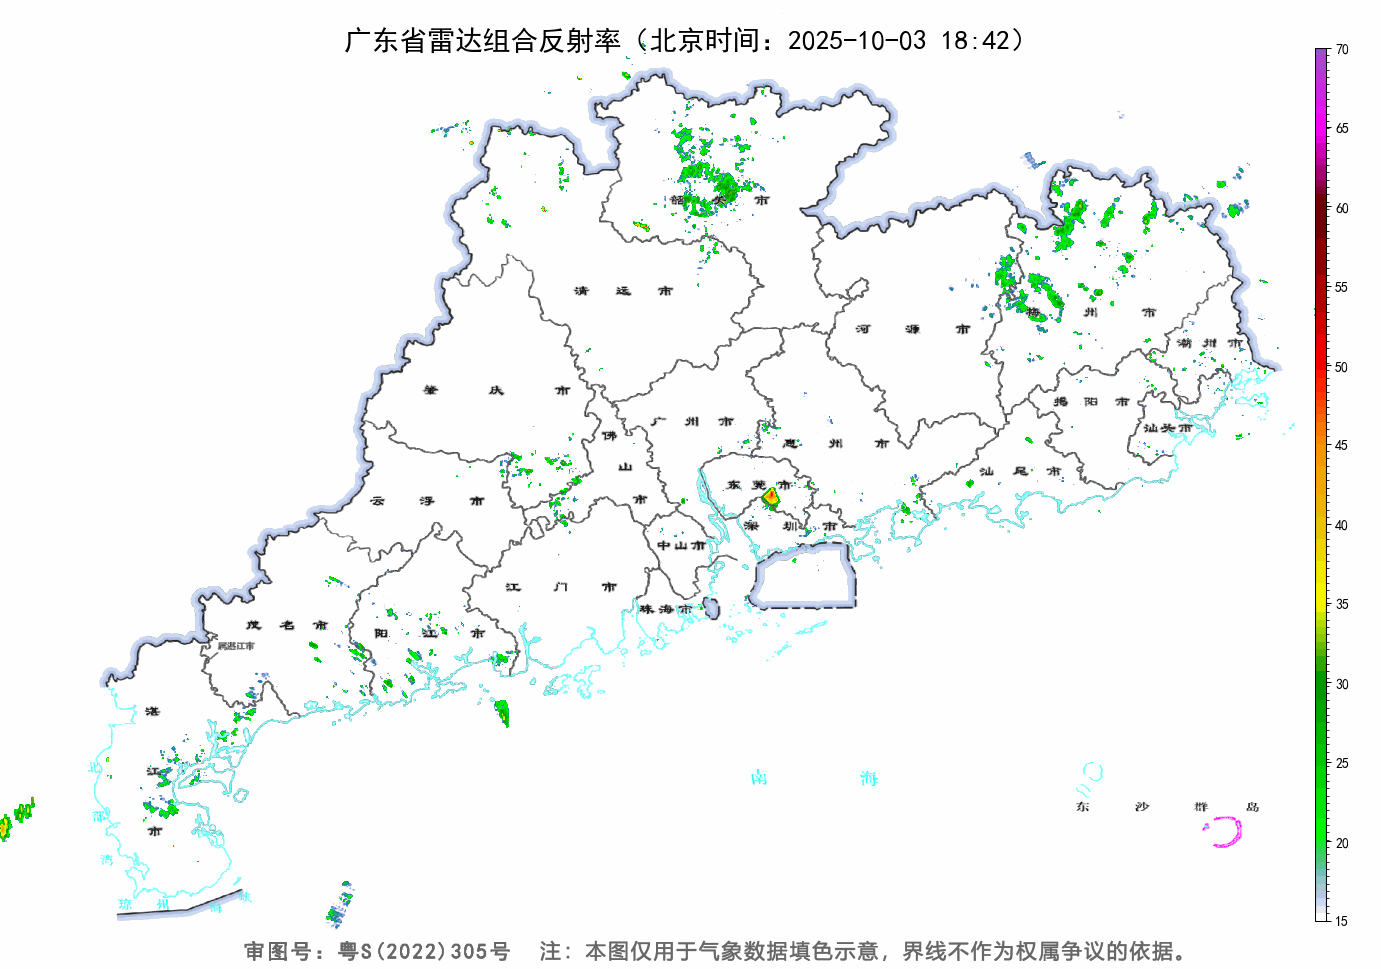 广东省雷达组合反射率（北京时间：2025-10-03 18:42）
70
65
60
55
50
45
40
35
30
25
20
15
韶关市
清远市
河源市
梅州市
潮州市
肇庆市
广州市
佛山市
惠州市
揭阳市
汕头市
汕尾市
云浮市
东莞市
深圳市
中山市
江门市
珠海市
茂名市
阳江市
属湛江市
湛江市
北部湾
琼州海峡
南海
东沙群岛
审图号：粤S(2022)305号 注：本图仅用于气象数据填色示意，界线不作为权属争议的依据。